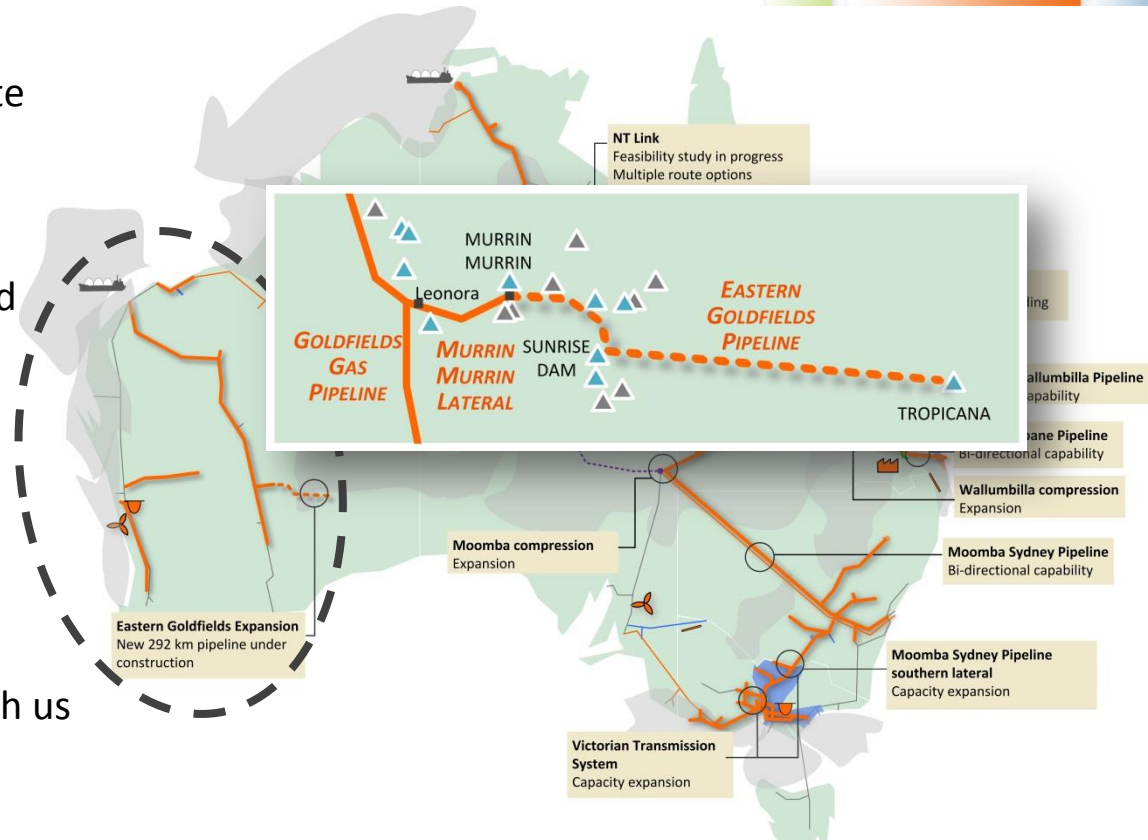 NT Link
Feasibility study in progress
Multiple route options
MURRIN
MURRIN
Leonora
EASTERN
GOLDFIELDS
PIPELINE
GOLDFIELDS
GAS
PIPELINE
MURRIN
MURRIN
LATERAL
SUNRISE
DAM
TROPICANA
Pipeline
Pipeline
Bi-directional capability
Wallumbilla compression
Expansion
Moomba compression
Expansion
Moomba Sydney Pipeline
Bi-directional capability
Eastern Goldfields Expansion
New 292 km pipeline under
construction
us
Moomba Sydney Pipeline
southern lateral
Capacity expansion
Victorian Transmission
System
Capacity expansion